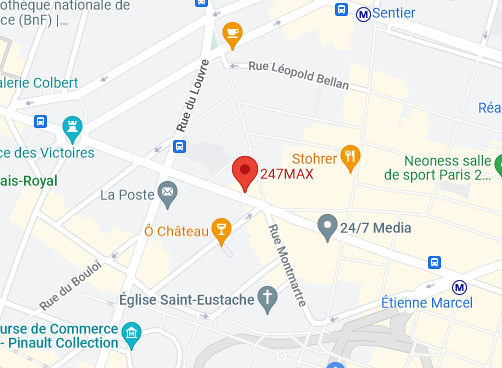 othèque nationale de
ce (BnF) |...
Sentier
alerie Colbert
Rue Léopold Bellan
Rue du Louvre
Réa
ce des Victoires
Stohrer
Neoness salle
de sport Paris 2...
ais-Royal
247MAX
La Poste
Ô Château
24/7 Media
Rue Montmartre
Rue du Bouloi
Église Saint-Eustache
Étienne Marcel
urse de Commerce
- Pinault Collection